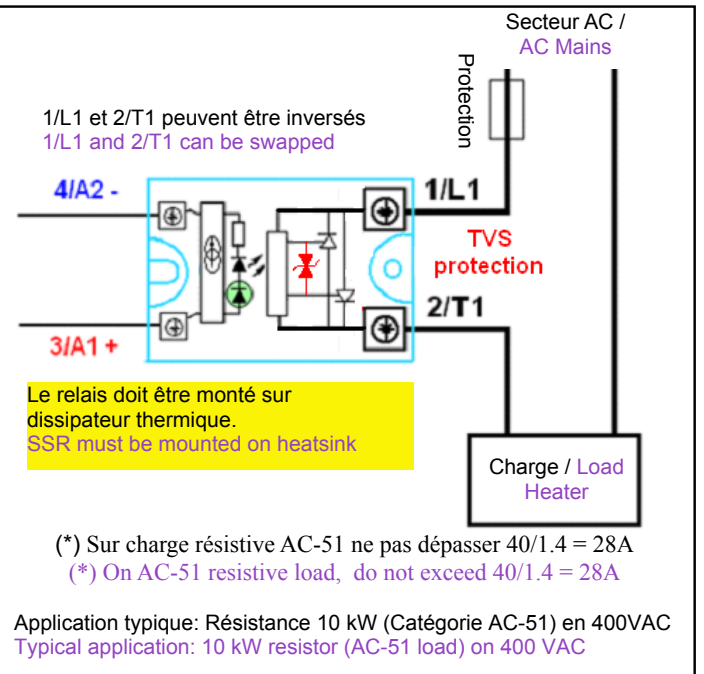 Secteur AC /
AC Mains
Protection
1/L1 et 2/T1 peuvent être inversés
1/L1 and 2/T1 can be swapped
4/A2 -
1/L1
TVS
protection
2/T1
3/A1 +
Le relais doit être monté sur
dissipateur thermique.
SSR must be mounted on heatsink
Charge / Load
Heater
(*) Sur charge résistive AC-51 ne pas dépasser 40/1.4 = 28A
(*) On AC-51 resistive load, do not exceed 40/1.4 = 28A
Application typique: Résistance 10 kW (Catégorie AC-51) en 400VAC
Typical application: 10 kW resistor (AC-51 load) on 400 VAC